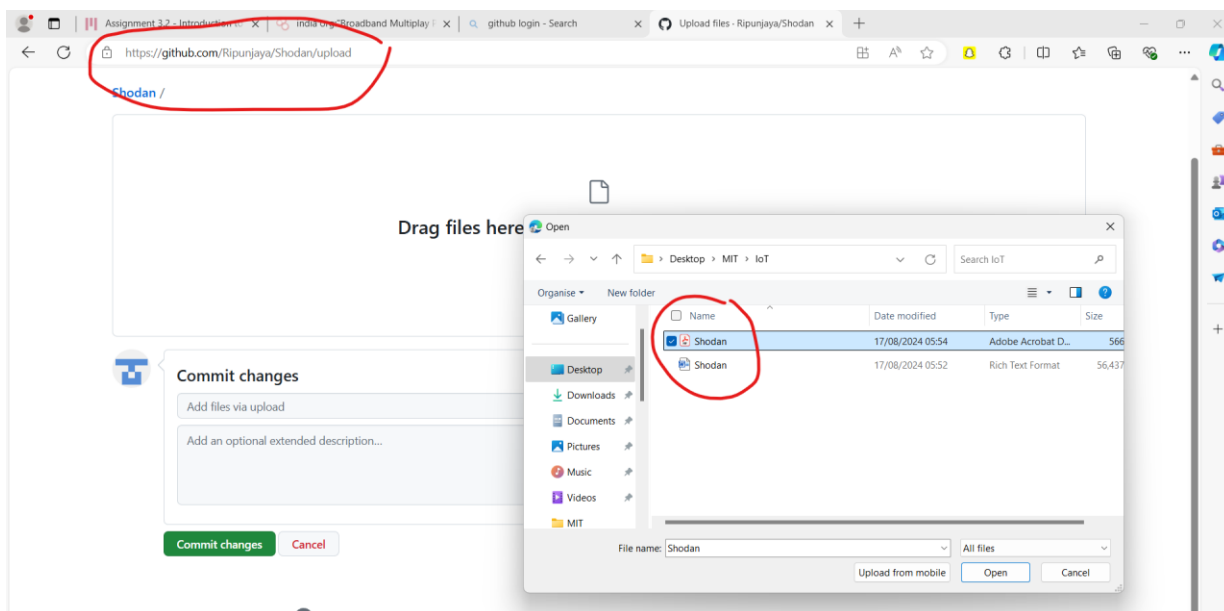 Assignment 3.2 - Introduction
india org:"Broadband Multiplay
github login - Search
Upload files - Ripunjaya/Shodan
https://github.com/Ripunjaya/Shodan/upload
Shodan /
Drag files here
Open
Desktop > MIT > IoT
Search IoT
Organise
New folder
Name
Date modified
Type
Size
Gallery
Shodan
17/08/2024 05:54
Adobe Acrobat D...
566
Shodan
17/08/2024 05:52
Rich Text Format
56,437
Desktop
Downloads
Documents
Pictures
Music
Videos
MIT
Commit changes
Add files via upload
Add an optional extended description...
Commit changes
Cancel
File name:
Shodan
All files
Upload from mobile
Open
Cancel